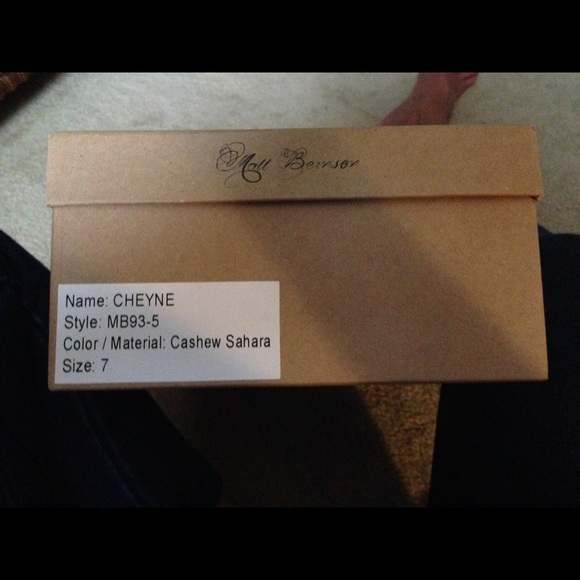 Matt Bernson
Name: CHEYNE
Style: MB93-5
Color / Material: Cashew Sahara
Size: 7